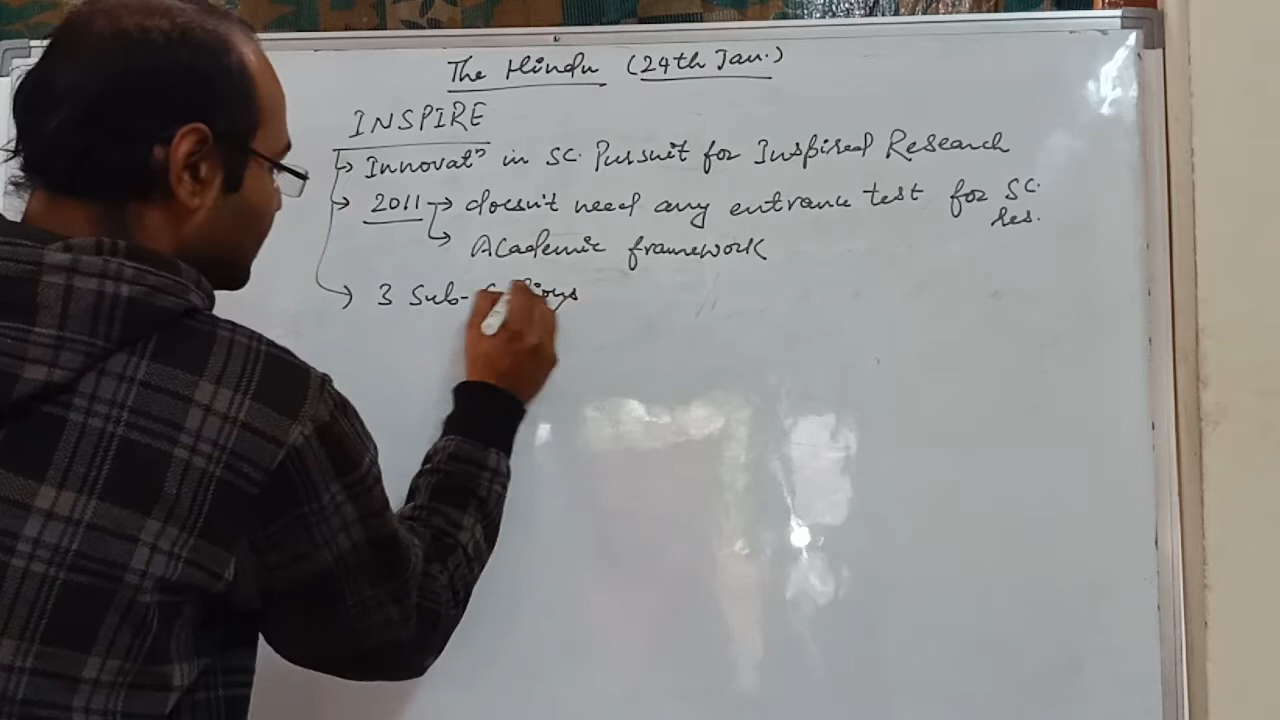 The Hindu (24th Jan.)
INSPIRE
Innovatⁿ in SC. Pursuit for Inspired Research
2011 → doesn't need any entrance test for SC.
Res.
Academic framework
3 Sub-